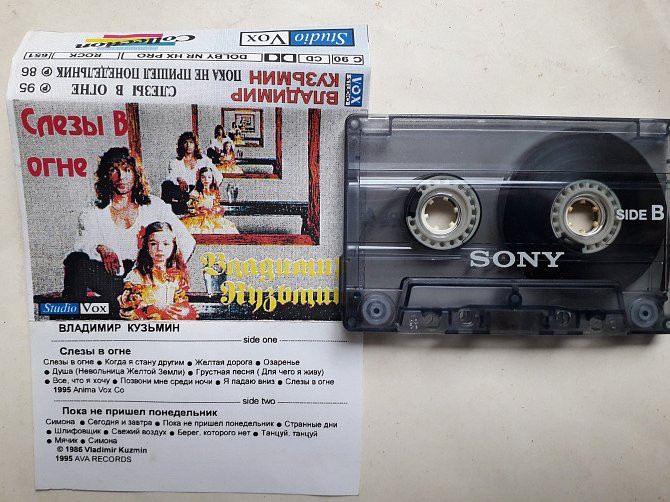 Studio Vox
Collection
C 90 CD DOLBY NR HX PRO ROCK (651)
ВЛАДИМИР
КУЗЬМИН
СЛЕЗЫ В ОГНЕ ℗ 95
ПОКА НЕ ПРИШЕЛ ПОНЕДЕЛЬНИК ℗ 86
VOX
Слезы в
огне
Владимир
Кузьмин
Studio Vox
ВЛАДИМИР КУЗЬМИН
side one
Слезы в огне
Слезы в огне ● Когда я стану другим ● Желтая дорога ● Озаренье
● Душа (Невольница Желтой Земли) ● Грустная песня ( Для чего я живу)
● Все, что я хочу ● Позвони мне среди ночи ● Я падаю вниз ● Слезы в огне
1995 Anima Vox Co
side two
Пока не пришел понедельник
Симона ● Сегодня и завтра ● Пока не пришел понедельник ● Странные дни
● Шлифовщик ● Свежий воздух ● Берег, которого нет ● Танцуй, танцуй
● Мячик ● Симона
© 1986 Vladimir Kuzmin
1995 AVA RECORDS
SIDE B
SONY